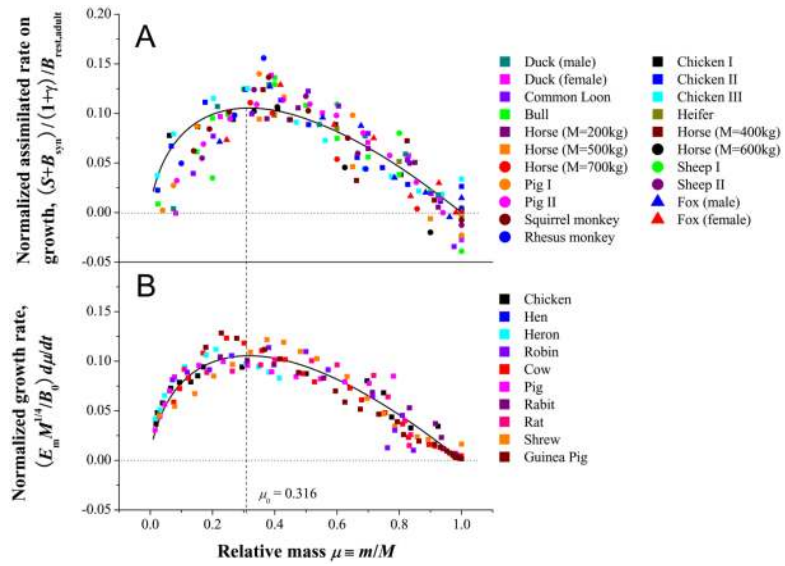 A
Normalized assimilated rate on
growth, (S+B_syn)/(1+γ)/B_rest,adult
0.20
0.15
0.10
0.05
0.00
-0.05
Duck (male)
Duck (female)
Common Loon
Bull
Horse (M=200kg)
Horse (M=500kg)
Horse (M=700kg)
Pig I
Pig II
Squirrel monkey
Rhesus monkey
Chicken I
Chicken II
Chicken III
Heifer
Horse (M=400kg)
Horse (M=600kg)
Sheep I
Sheep II
Fox (male)
Fox (female)
B
Normalized growth rate,
(E_m M^1/4/B_0) dμ/dt
0.15
0.10
0.05
0.00
-0.05
Chicken
Hen
Heron
Robin
Cow
Pig
Rabit
Rat
Shrew
Guinea Pig
μ_0 = 0.316
0.0 0.2 0.4 0.6 0.8 1.0
Relative mass μ ≡ m/M